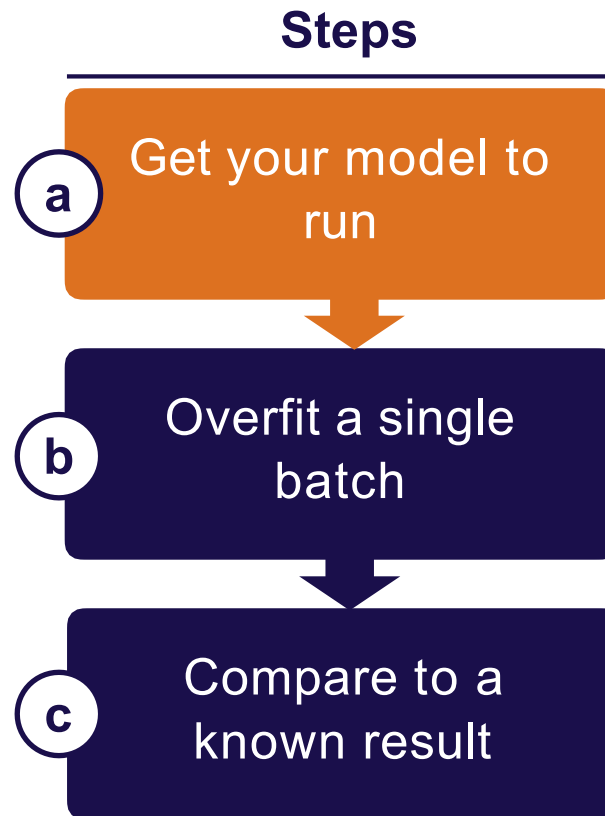 Steps
a
Get your model to
run
b
Overfit a single
batch
c
Compare to a
known result